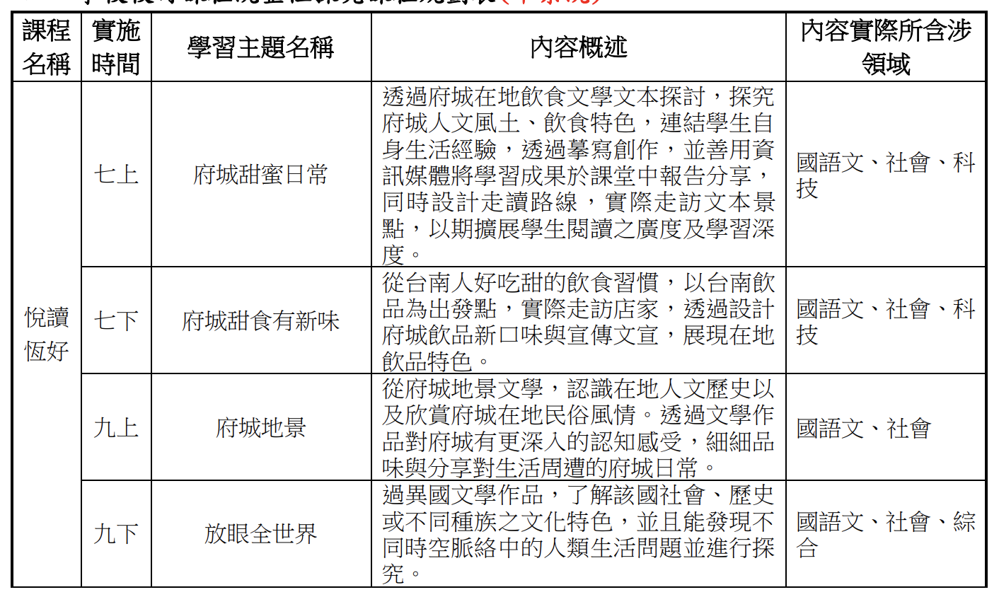 課程名稱
實施時間
學習主題名稱
內容概述
內容實際所含涉領域
悅讀恆好
七上
府城甜蜜日常
透過府城在地飲食文學文本探討，探究
府城人文風土、飲食特色，連結學生自
身生活經驗，透過摹寫創作，並善用資
訊媒體將學習成果於課堂中報告分享，
同時設計走讀路線，實際走訪文本景
點，以期擴展學生閱讀之廣度及學習深
度。
國語文、社會、科
技
七下
府城甜食有新味
從台南人好吃甜的飲食習慣，以台南飲
品為出發點，實際走訪店家，透過設計
府城飲品新口味與宣傳文宣，展現在地
飲品特色。
國語文、社會、科
技
九上
府城地景
從府城地景文學，認識在地人文歷史以
及欣賞府城在地民俗風情。透過文學作
品對府城有更深入的認知感受，細細品
味與分享對生活周遭的府城日常。
國語文、社會
九下
放眼全世界
過異國文學作品，了解該國社會、歷史
或不同種族之文化特色，並且能發現不
同時空脈絡中的人類生活問題並進行探
究。
國語文、社會、綜
合